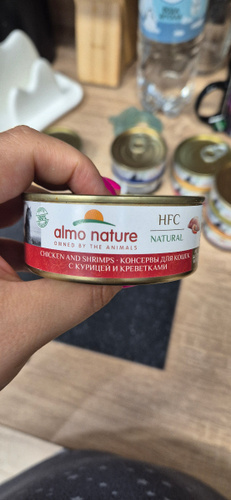 almo nature
OWNED BY THE ANIMALS
HFC
NATURAL
CHICKEN AND SHRIMPS · КОНСЕРВЫ ДЛЯ КОШЕК
С КУРИЦЕЙ И КРЕВЕТКАМИ